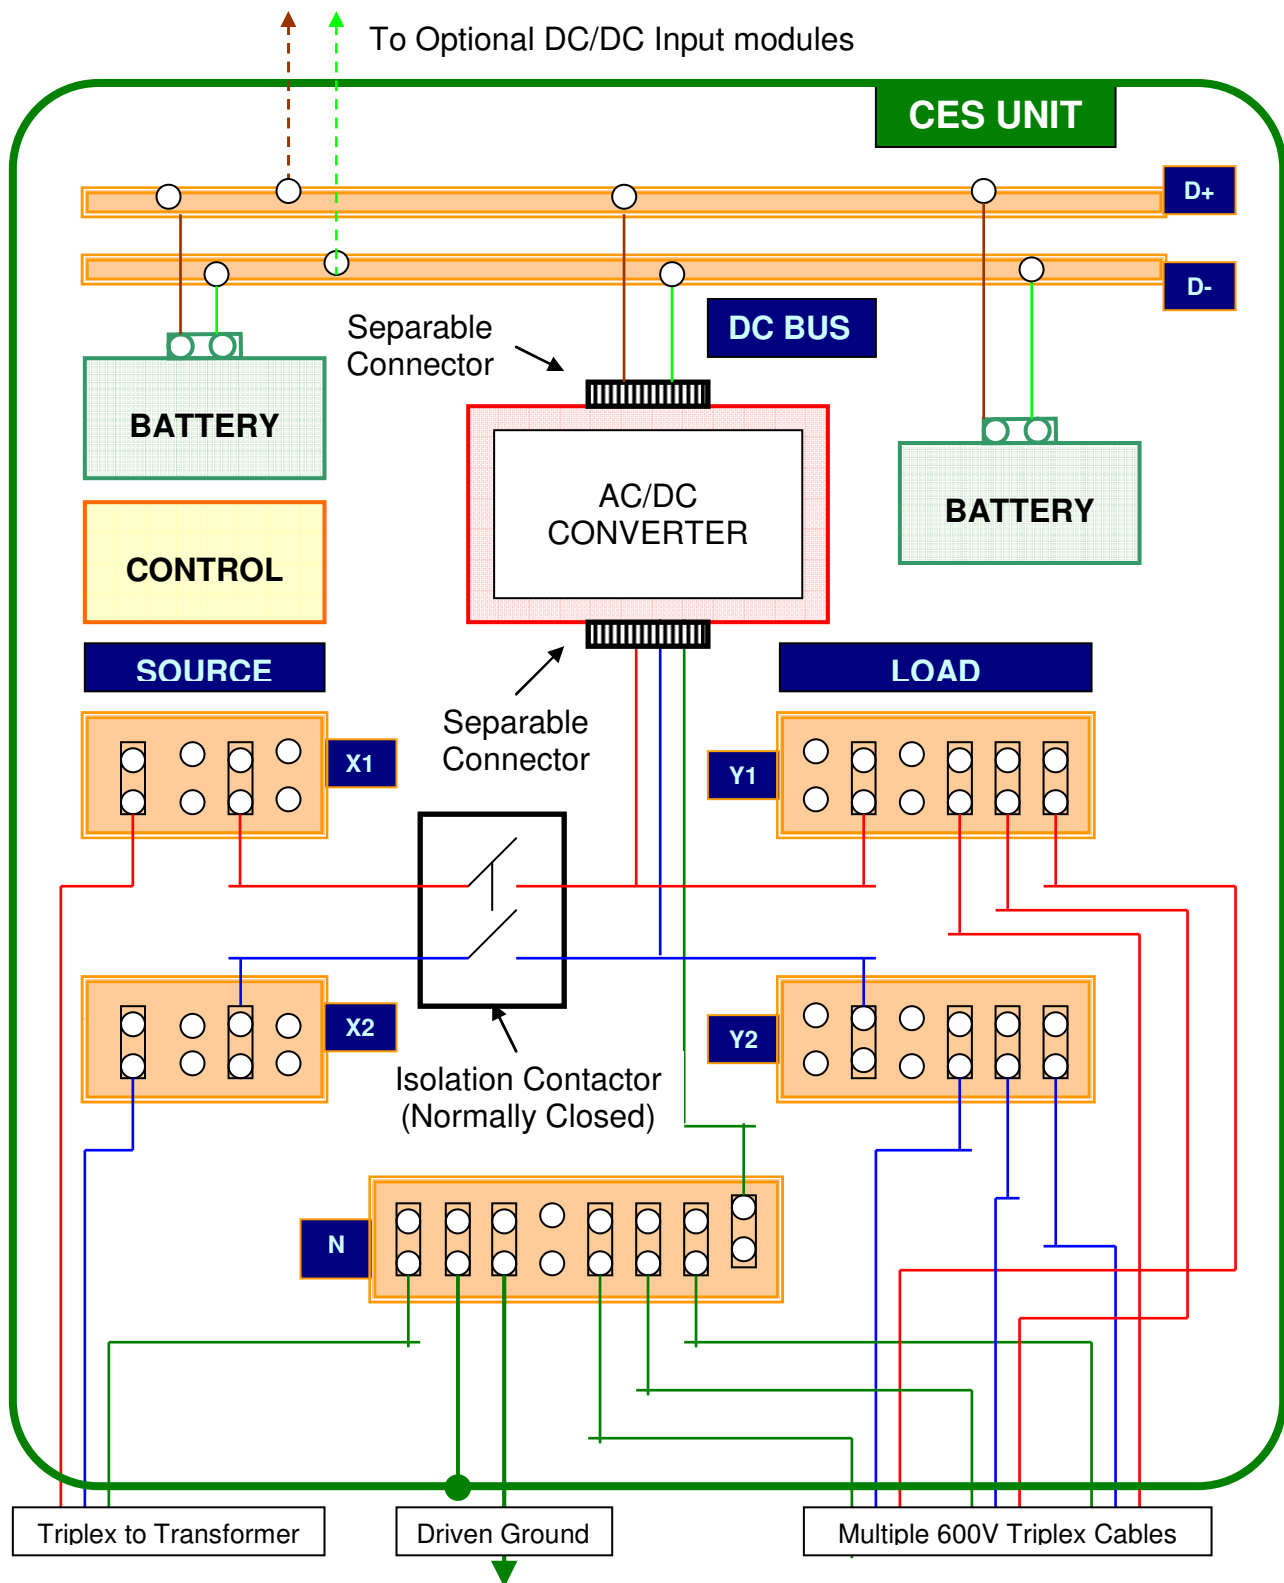 To Optional DC/DC Input modules
CES UNIT
D+
D-
DC BUS
Separable
Connector
BATTERY
AC/DC
CONVERTER
BATTERY
CONTROL
SOURCE
LOAD
Separable
Connector
X1
Y1
X2
Y2
Isolation Contactor
(Normally Closed)
N
Triplex to Transformer
Driven Ground
Multiple 600V Triplex Cables